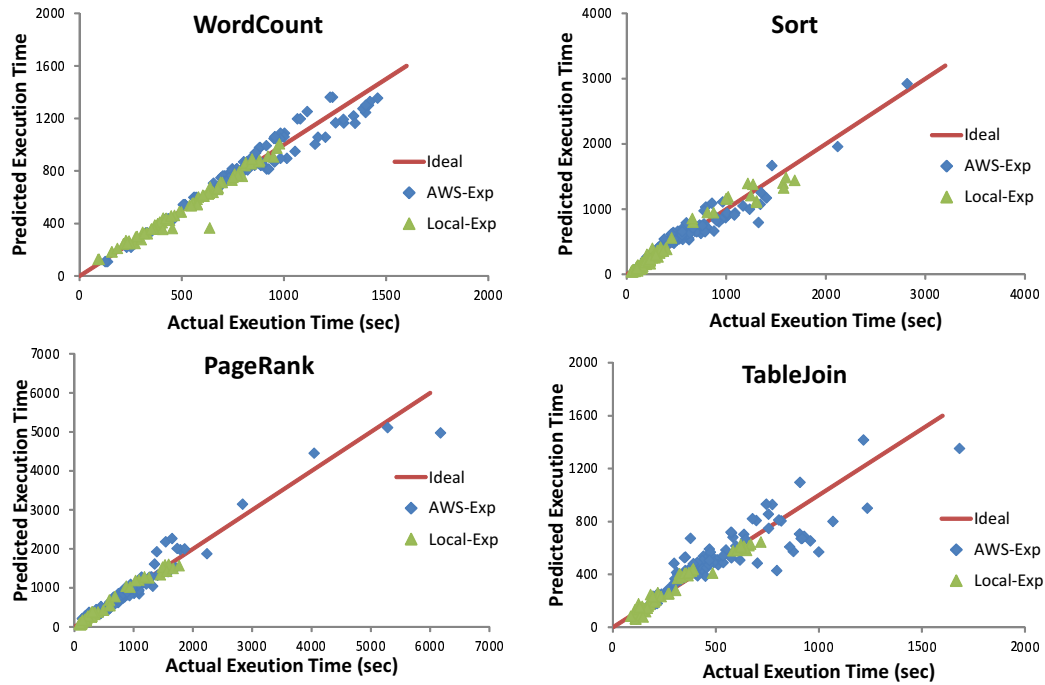 WordCount
Predicted Execution Time
2000
1600
1200
800
400
0
0 500 1000 1500 2000
Actual Exeution Time (sec)
Ideal
AWS-Exp
Local-Exp
Sort
Predicted Execution Time
4000
3000
2000
1000
0
0 1000 2000 3000 4000
Actual Exeution Time (sec)
Ideal
AWS-Exp
Local-Exp
PageRank
Predicted Execution Time
7000
6000
5000
4000
3000
2000
1000
0
0 1000 2000 3000 4000 5000 6000 7000
Actual Exeution Time (sec)
Ideal
AWS-Exp
Local-Exp
TableJoin
Predicted Execution Time
2000
1600
1200
800
400
0
0 500 1000 1500 2000
Actual Exeution Time (sec)
Ideal
AWS-Exp
Local-Exp